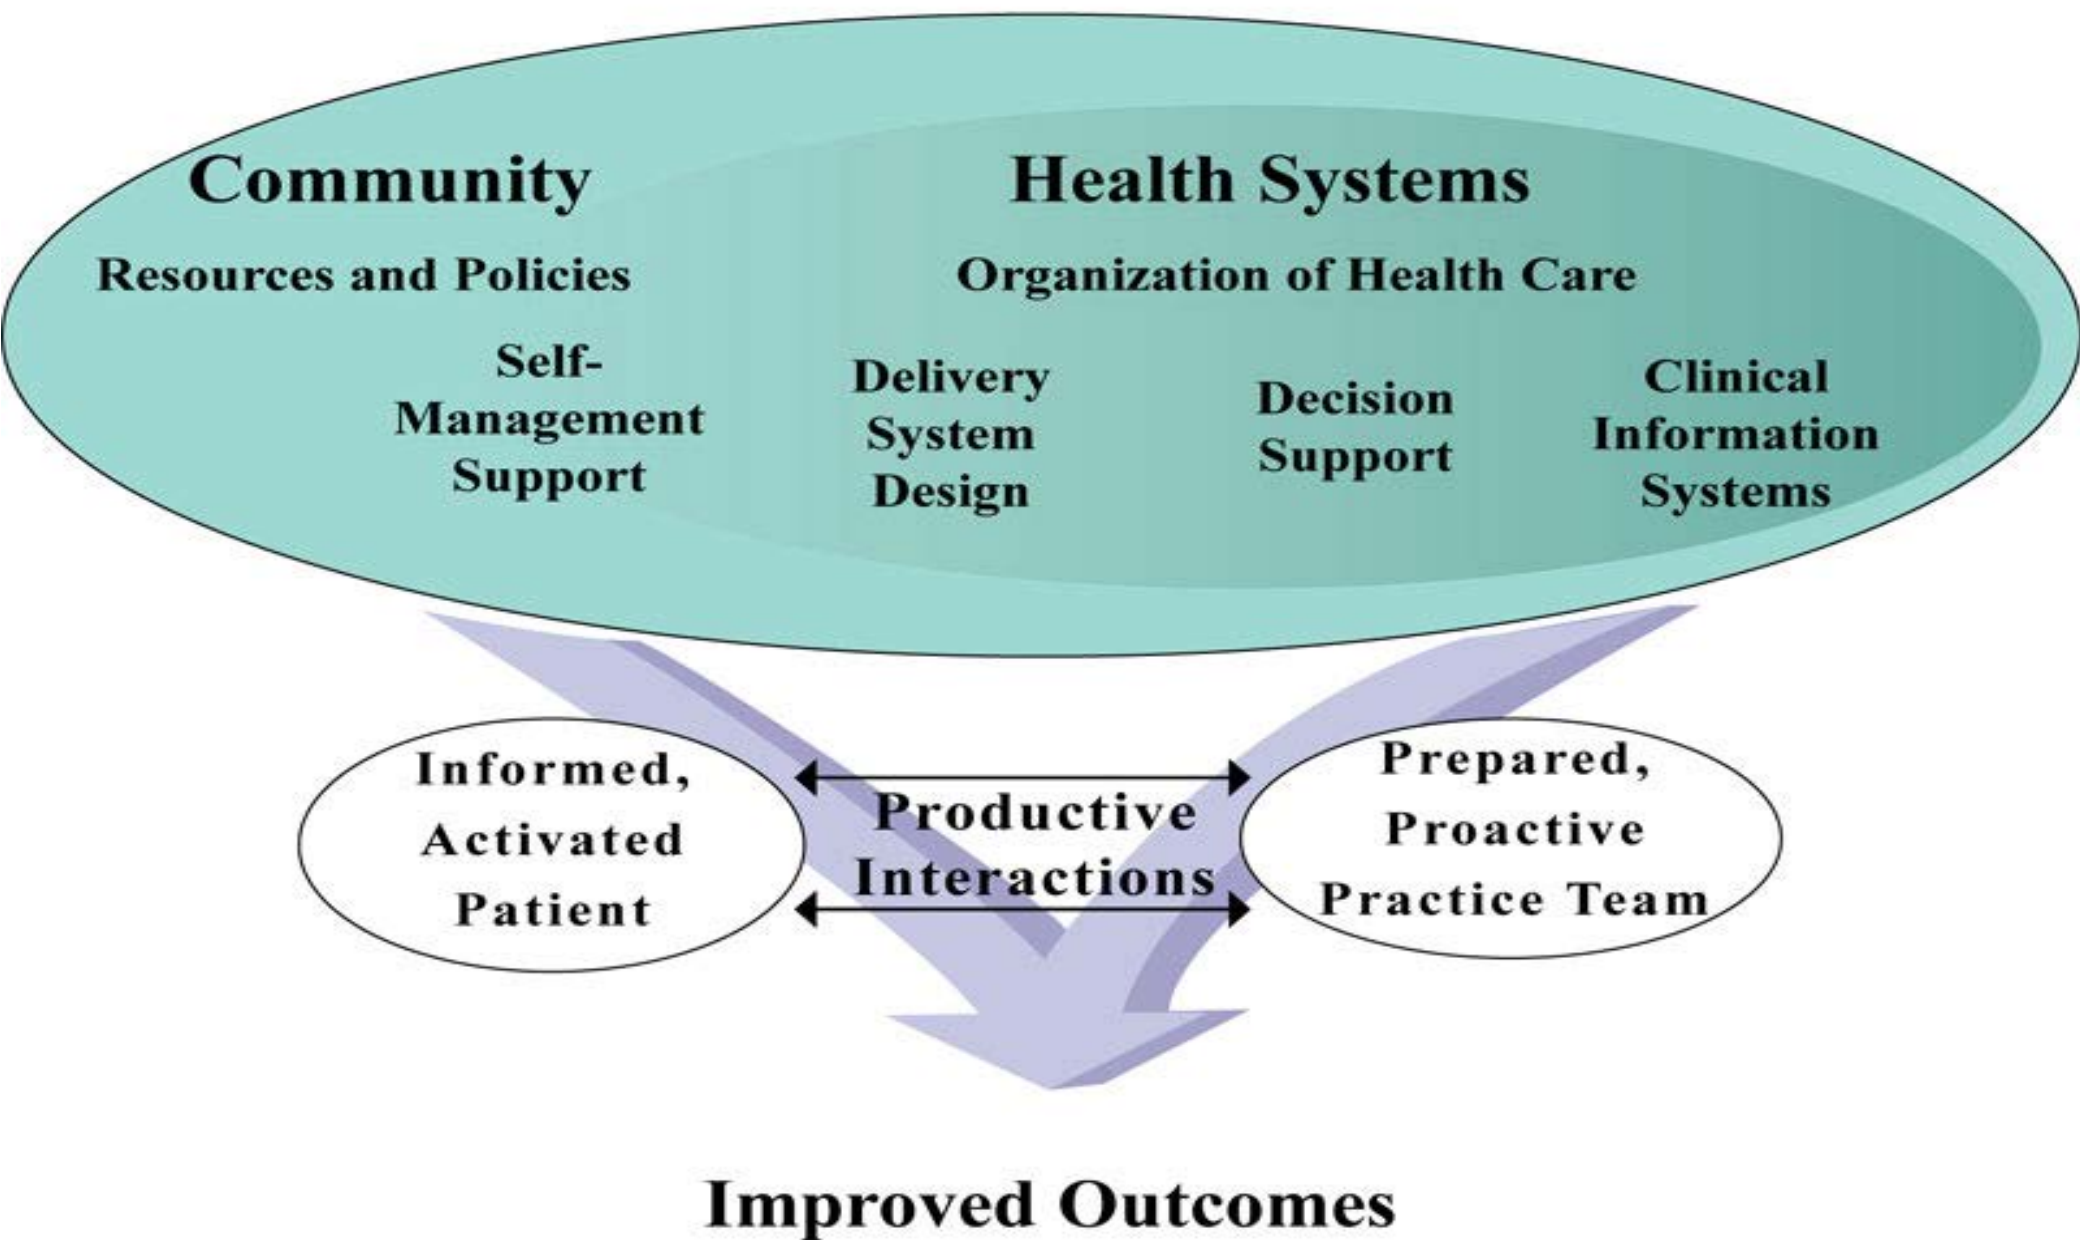 Community
Resources and Policies
Health Systems
Organization of Health Care
Self-
Management
Support
Delivery
System
Design
Decision
Support
Clinical
Information
Systems
Informed,
Activated
Patient
Productive
Interactions
Prepared,
Proactive
Practice Team
Improved Outcomes